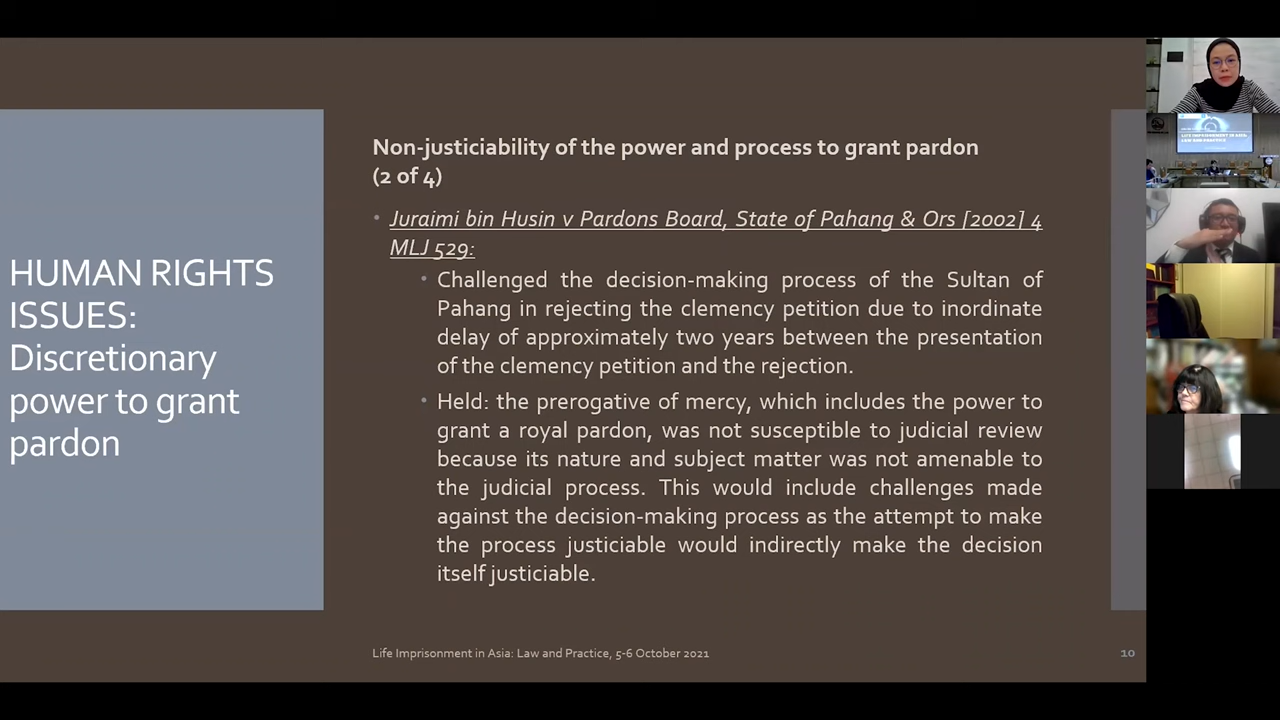 HUMAN RIGHTS
ISSUES:
Discretionary
power to grant
pardon
Non-justiciability of the power and process to grant pardon
(2 of 4)
• Juraimi bin Husin v Pardons Board, State of Pahang & Ors [2002] 4
MLJ 529:
• Challenged the decision-making process of the Sultan of
Pahang in rejecting the clemency petition due to inordinate
delay of approximately two years between the presentation
of the clemency petition and the rejection.
• Held: the prerogative of mercy, which includes the power to
grant a royal pardon, was not susceptible to judicial review
because its nature and subject matter was not amenable to
the judicial process. This would include challenges made
against the decision-making process as the attempt to make
the process justiciable would indirectly make the decision
itself justiciable.
Life Imprisonment in Asia: Law and Practice, 5-6 October 2021
10
LIFE IMPRISONMENT IN ASIA:
LAW AND PRACTICE